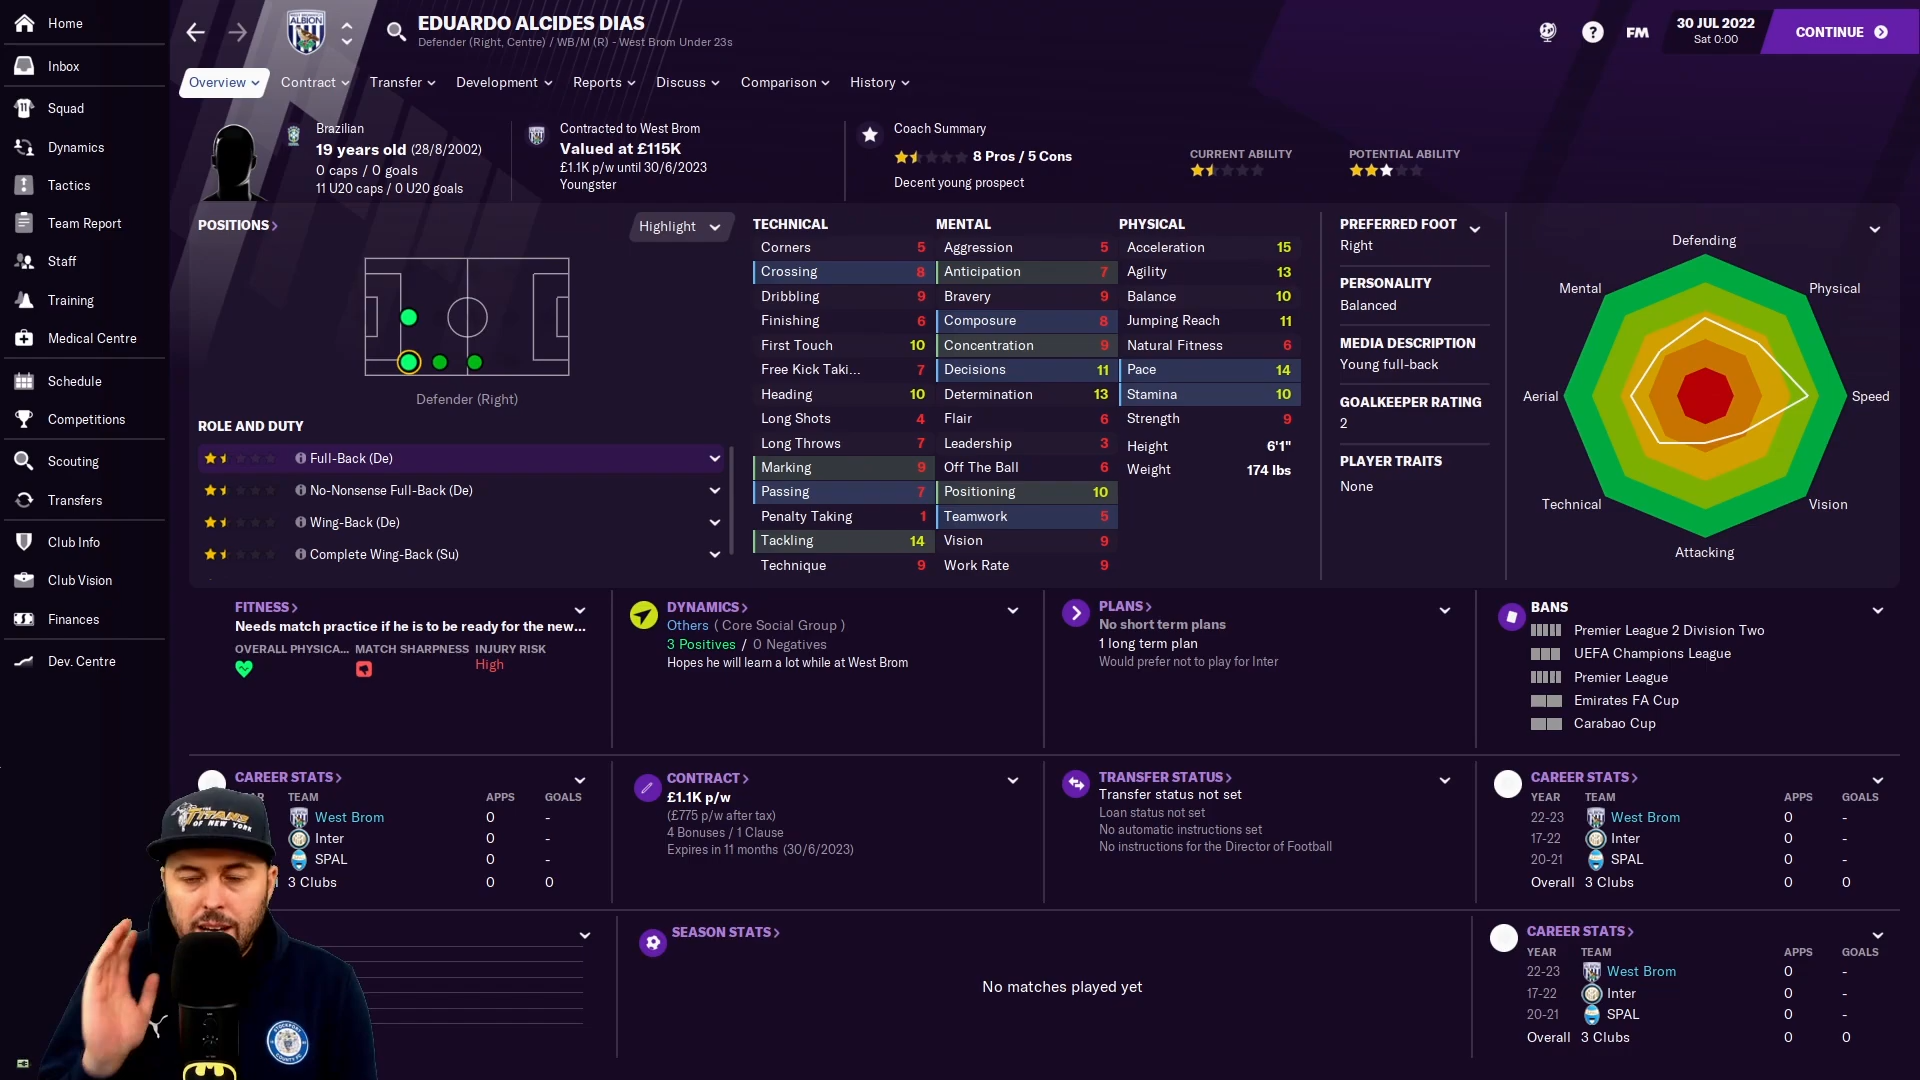 Home
Inbox
Squad
Dynamics
Tactics
Team Report
Staff
Training
Medical Centre
Schedule
Competitions
Scouting
Transfers
Club Info
Club Vision
Finances
Dev. Centre
EDUARDO ALCIDES DIAS
Defender (Right, Centre) / WB/M (R) - West Brom Under 23s
FM
30 JUL 2022
Sat 0:00
CONTINUE
Overview Contract Transfer Development Reports Discuss Comparison History
Brazilian
19 years old (28/8/2002)
0 caps / 0 goals
11 U20 caps / 0 U20 goals
Contracted to West Brom
Valued at £115K
£1.1K p/w until 30/6/2023
Youngster
Coach Summary
8 Pros / 5 Cons
Decent young prospect
CURRENT ABILITY
POTENTIAL ABILITY
POSITIONS
Highlight
Defender (Right)
ROLE AND DUTY
Full-Back (De)
No-Nonsense Full-Back (De)
Wing-Back (De)
Complete Wing-Back (Su)
TECHNICAL
Corners 5
Crossing 8
Dribbling 9
Finishing 6
First Touch 10
Free Kick Taki... 7
Heading 10
Long Shots 4
Long Throws 7
Marking 9
Passing 7
Penalty Taking 1
Tackling 14
Technique 9
MENTAL
Aggression 5
Anticipation 7
Bravery 9
Composure 8
Concentration 9
Decisions 11
Determination 13
Flair 6
Leadership 3
Off The Ball 6
Positioning 10
Teamwork 5
Vision 9
Work Rate 9
PHYSICAL
Acceleration 15
Agility 13
Balance 10
Jumping Reach 11
Natural Fitness 6
Pace 14
Stamina 10
Strength 9
Height 6'1"
Weight 174 lbs
PREFERRED FOOT
Right
PERSONALITY
Balanced
MEDIA DESCRIPTION
Young full-back
GOALKEEPER RATING
2
PLAYER TRAITS
None
Defending
Mental
Physical
Aerial
Speed
Technical
Vision
Attacking
FITNESS
Needs match practice if he is to be ready for the new...
OVERALL PHYSICA... MATCH SHARPNESS INJURY RISK
High
DYNAMICS
Others ( Core Social Group )
3 Positives / 0 Negatives
Hopes he will learn a lot while at West Brom
PLANS
No short term plans
1 long term plan
Would prefer not to play for Inter
BANS
Premier League 2 Division Two
UEFA Champions League
Premier League
Emirates FA Cup
Carabao Cup
CAREER STATS
TEAM APPS GOALS
West Brom 0 -
Inter 0 -
SPAL 0 -
3 Clubs 0 0
CONTRACT
£1.1K p/w
(£775 p/w after tax)
4 Bonuses / 1 Clause
Expires in 11 months (30/6/2023)
TRANSFER STATUS
Transfer status not set
Loan status not set
No automatic instructions set
No instructions for the Director of Football
CAREER STATS
YEAR TEAM APPS GOALS
22-23 West Brom 0 -
17-22 Inter 0 -
20-21 SPAL 0 -
Overall 3 Clubs 0 0
SEASON STATS
No matches played yet
CAREER STATS
YEAR TEAM APPS GOALS
22-23 West Brom 0 -
17-22 Inter 0 -
20-21 SPAL 0 -
Overall 3 Clubs 0 0
TITANS
OF NEW YORK
STOCKPORT
COUNTY FC
ALBION